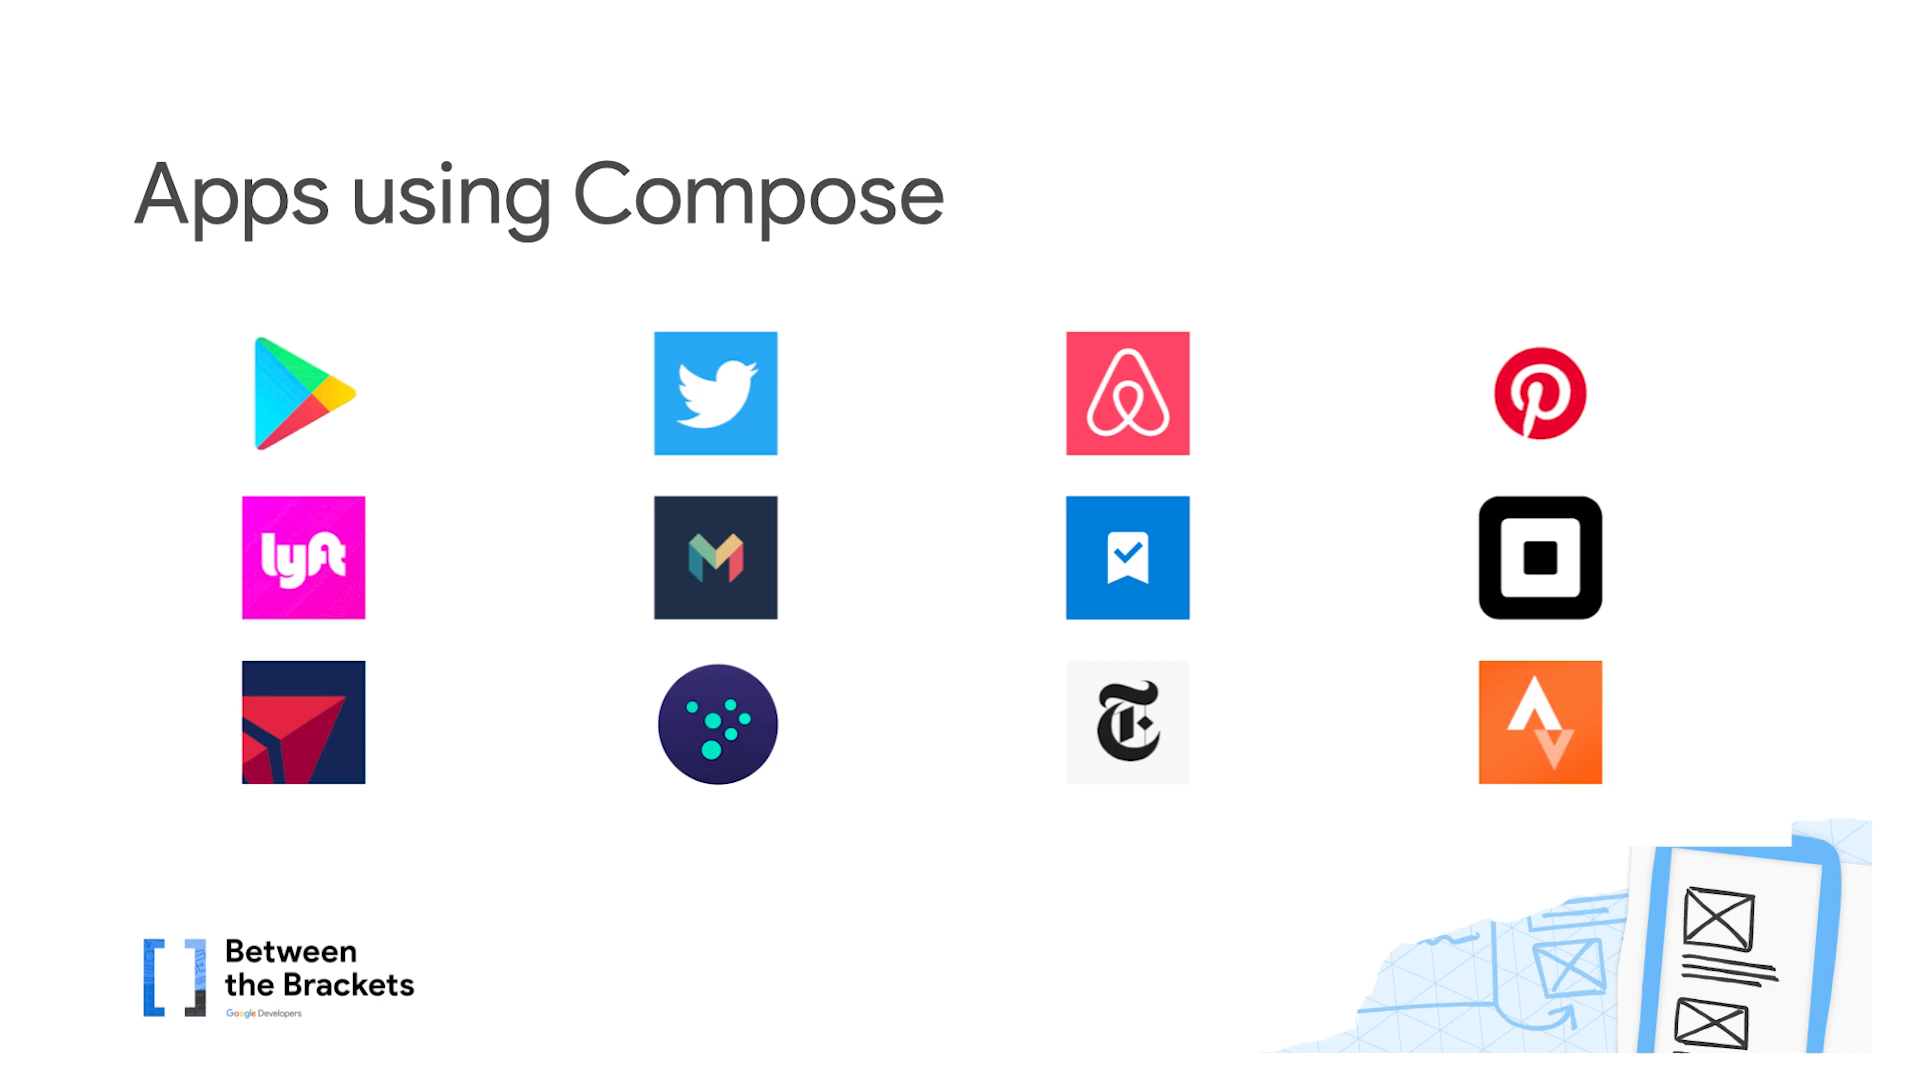 Apps using Compose
lyft
Between
the Brackets
Google Developers